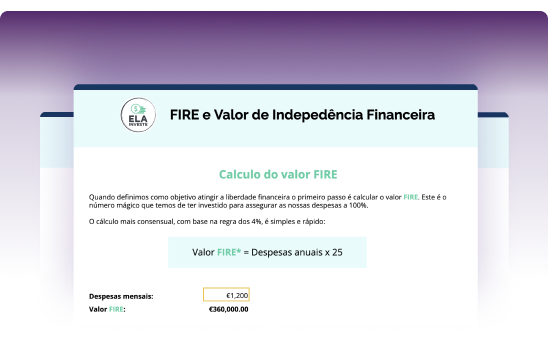 ELA
INVESTE
FIRE e Valor de Indepedência Financeira
Calculo do valor FIRE
Quando definimos como objetivo atingir a liberdade financeira o primeiro passo é calcular o valor FIRE. Este é o
número mágico que temos de ter investido para assegurar as nossas despesas a 100%.
O cálculo mais consensual, com base na regra dos 4%, é simples e rápido:
Valor FIRE* = Despesas anuais x 25
Despesas mensais: €1,200
Valor FIRE: €360,000.00